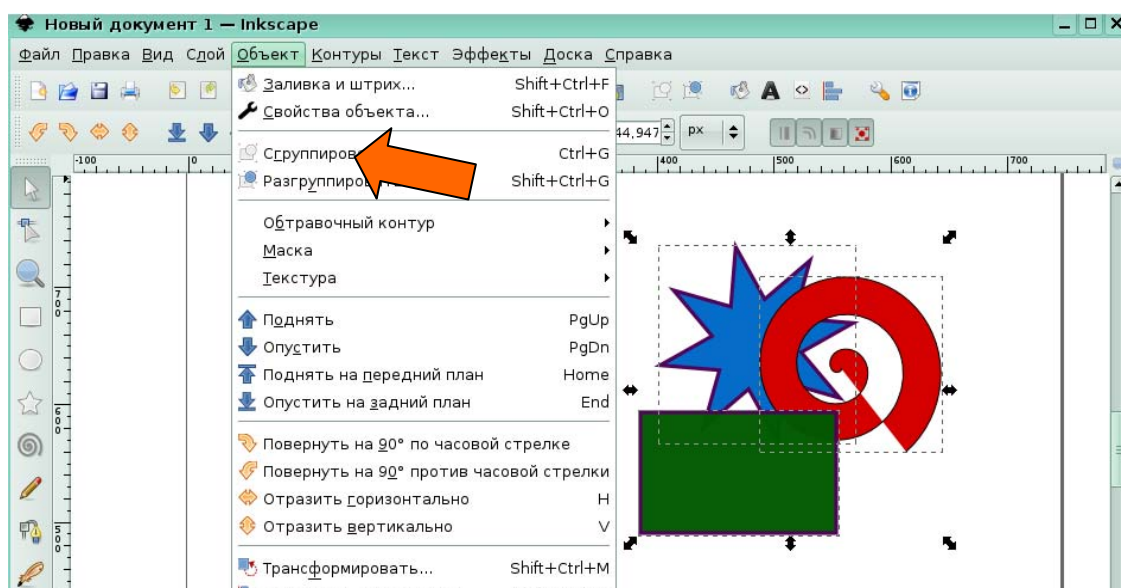 Новый документ 1 — Inkscape
Файл Правка Вид Слой Объект Контуры Текст Эффекты Доска Справка
Заливка и штрих... Shift+Ctrl+F
Свойства объекта... Shift+Ctrl+O
44,947 px
Ctrl+G
Shift+Ctrl+G
-100 0 400 500 600 700
Обтравочный контур
Маска
Текстура
Поднять PgUp
Опустить PgDn
Поднять на передний план Home
Опустить на задний план End
Повернуть на 90° по часовой стрелке
Повернуть на 90° против часовой стрелки
Отразить горизонтально H
Отразить вертикально V
Трансформировать... Shift+Ctrl+M
700
600
500